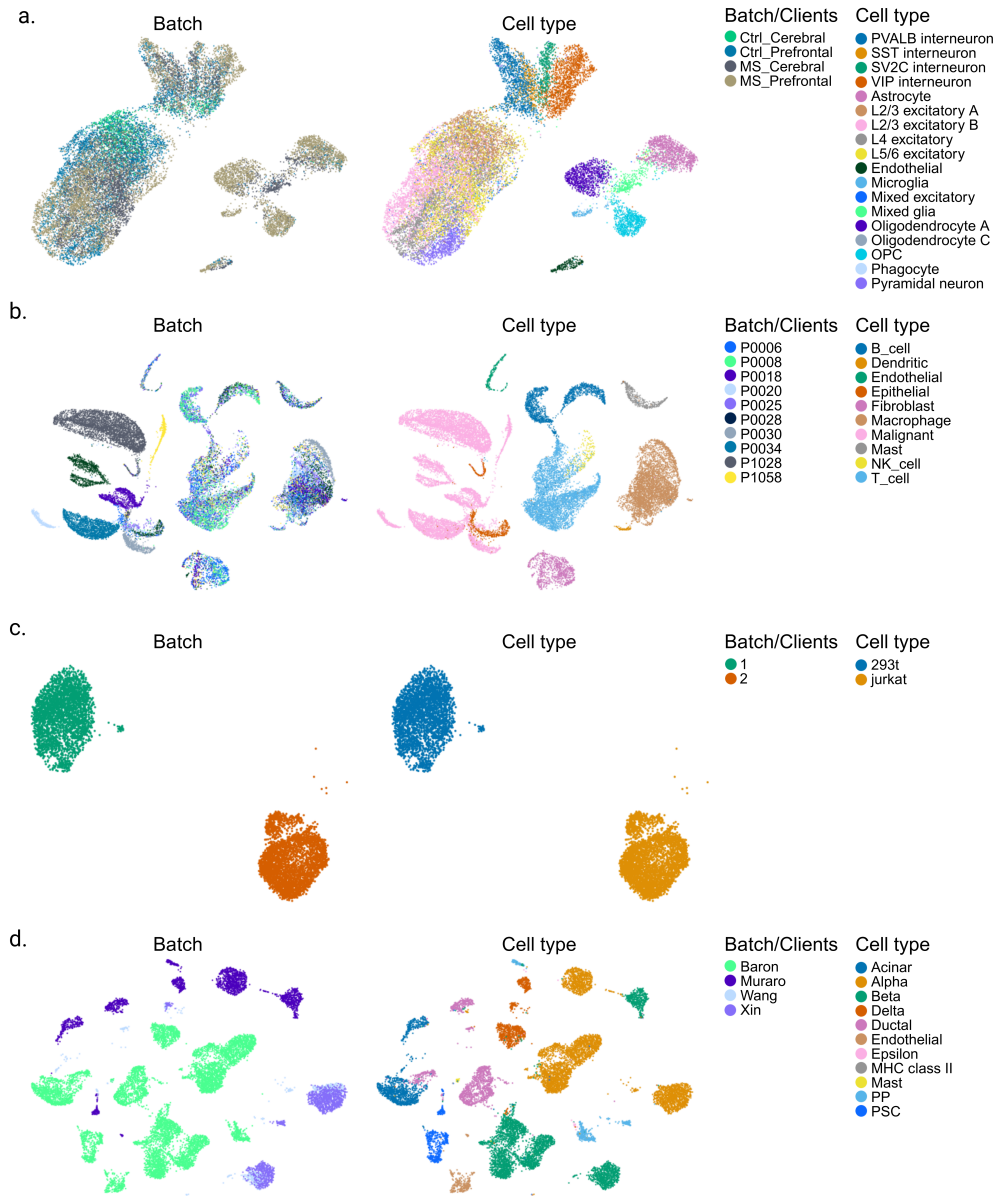 a.
Batch
Cell type
Batch/Clients
Ctrl_Cerebral
Ctrl_Prefrontal
MS_Cerebral
MS_Prefrontal
Cell type
PVALB interneuron
SST interneuron
SV2C interneuron
VIP interneuron
Astrocyte
L2/3 excitatory A
L2/3 excitatory B
L4 excitatory
L5/6 excitatory
Endothelial
Microglia
Mixed excitatory
Mixed glia
Oligodendrocyte A
Oligodendrocyte C
OPC
Phagocyte
Pyramidal neuron
b.
Batch
Cell type
Batch/Clients
P0006
P0008
P0018
P0020
P0025
P0028
P0030
P0034
P1028
P1058
Cell type
B_cell
Dendritic
Endothelial
Epithelial
Fibroblast
Macrophage
Malignant
Mast
NK_cell
T_cell
c.
Batch
Cell type
Batch/Clients
1
2
Cell type
293t
jurkat
d.
Batch
Cell type
Batch/Clients
Baron
Muraro
Wang
Xin
Cell type
Acinar
Alpha
Beta
Delta
Ductal
Endothelial
Epsilon
MHC class II
Mast
PP
PSC